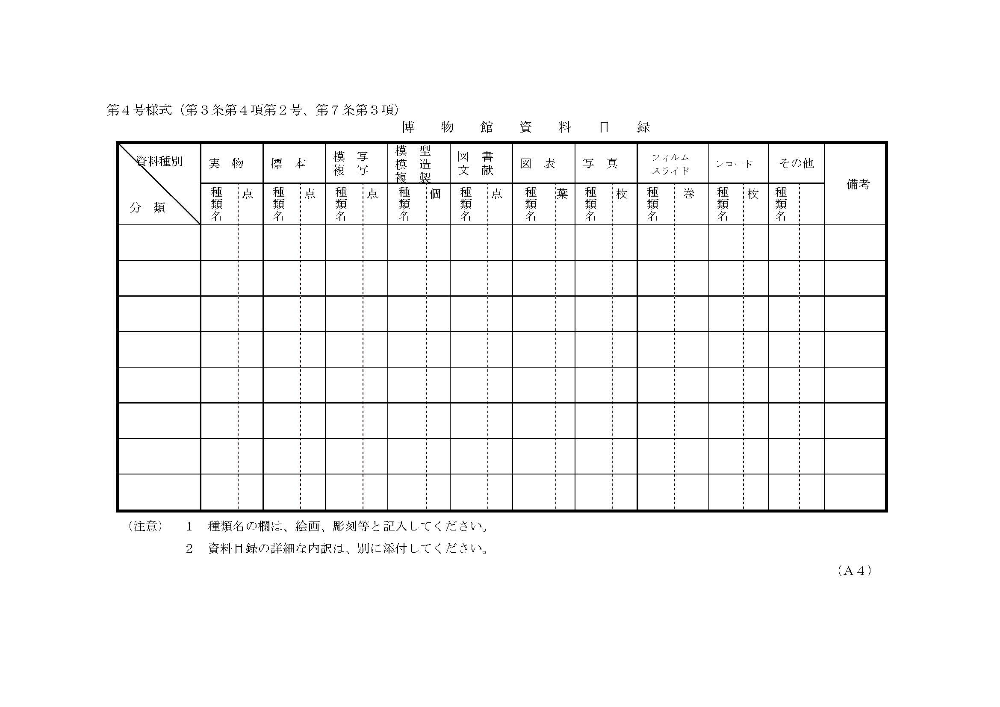 第４号様式（第３条第４項第２号、第７条第３項）
博　物　館　資　料　目　録
資料種別
分　類
実　物
標　本
模　写
複　写
模　型
模　造
複　製
図　書
文　献
図　表
写　真
フィルム
スライド
レコード
その他
備考
種類名　点
種類名　点
種類名　点
種類名　個
種類名　点
種類名　葉
種類名　枚
種類名　巻
種類名　枚
種類名
（注意）　１　種類名の欄は、絵画、彫刻等と記入してください。
２　資料目録の詳細な内訳は、別に添付してください。
（Ａ４）